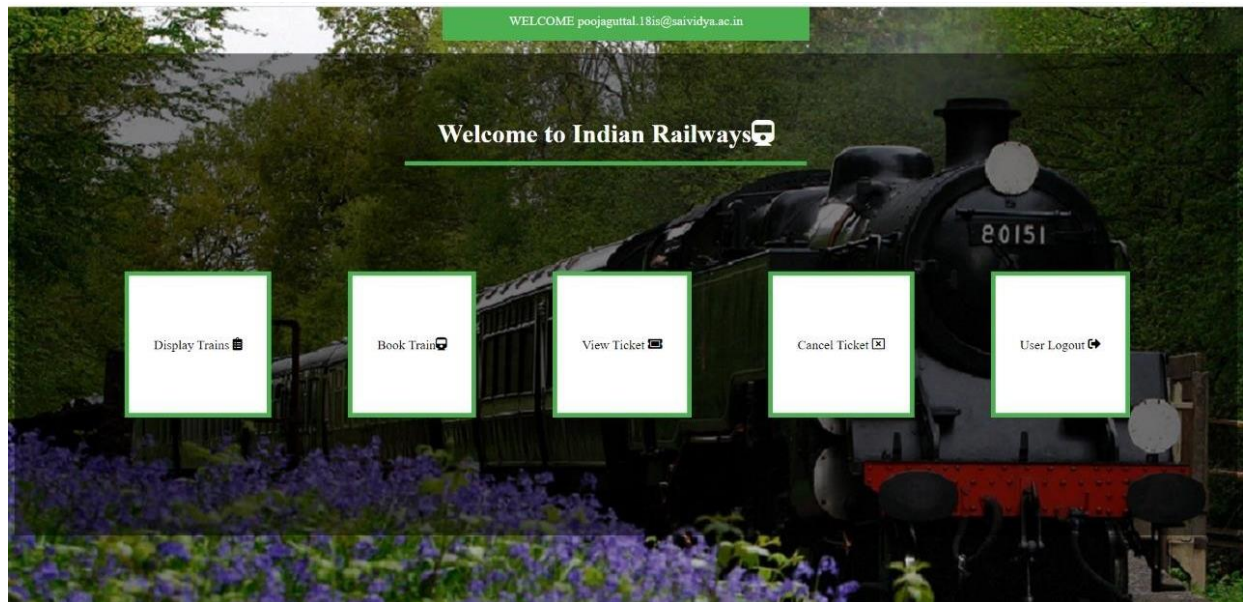 WELCOME poojaguttal.18is@saividya.ac.in
Welcome to Indian Railways
80151
Display Trains
Book Train
View Ticket
Cancel Ticket
User Logout